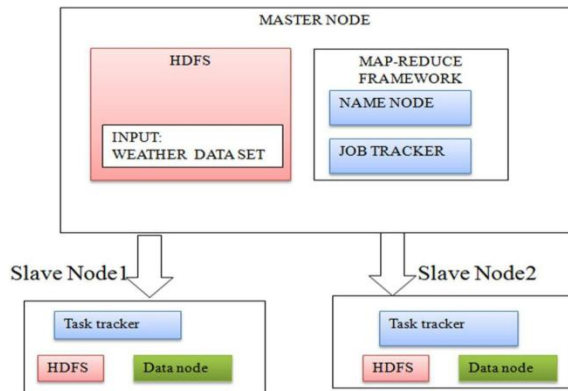 MASTER NODE
HDFS
INPUT:
WEATHER DATA SET
MAP-REDUCE
FRAMEWORK
NAME NODE
JOB TRACKER
Slave Node1
Slave Node2
Task tracker
HDFS
Data node
Task tracker
HDFS
Data node